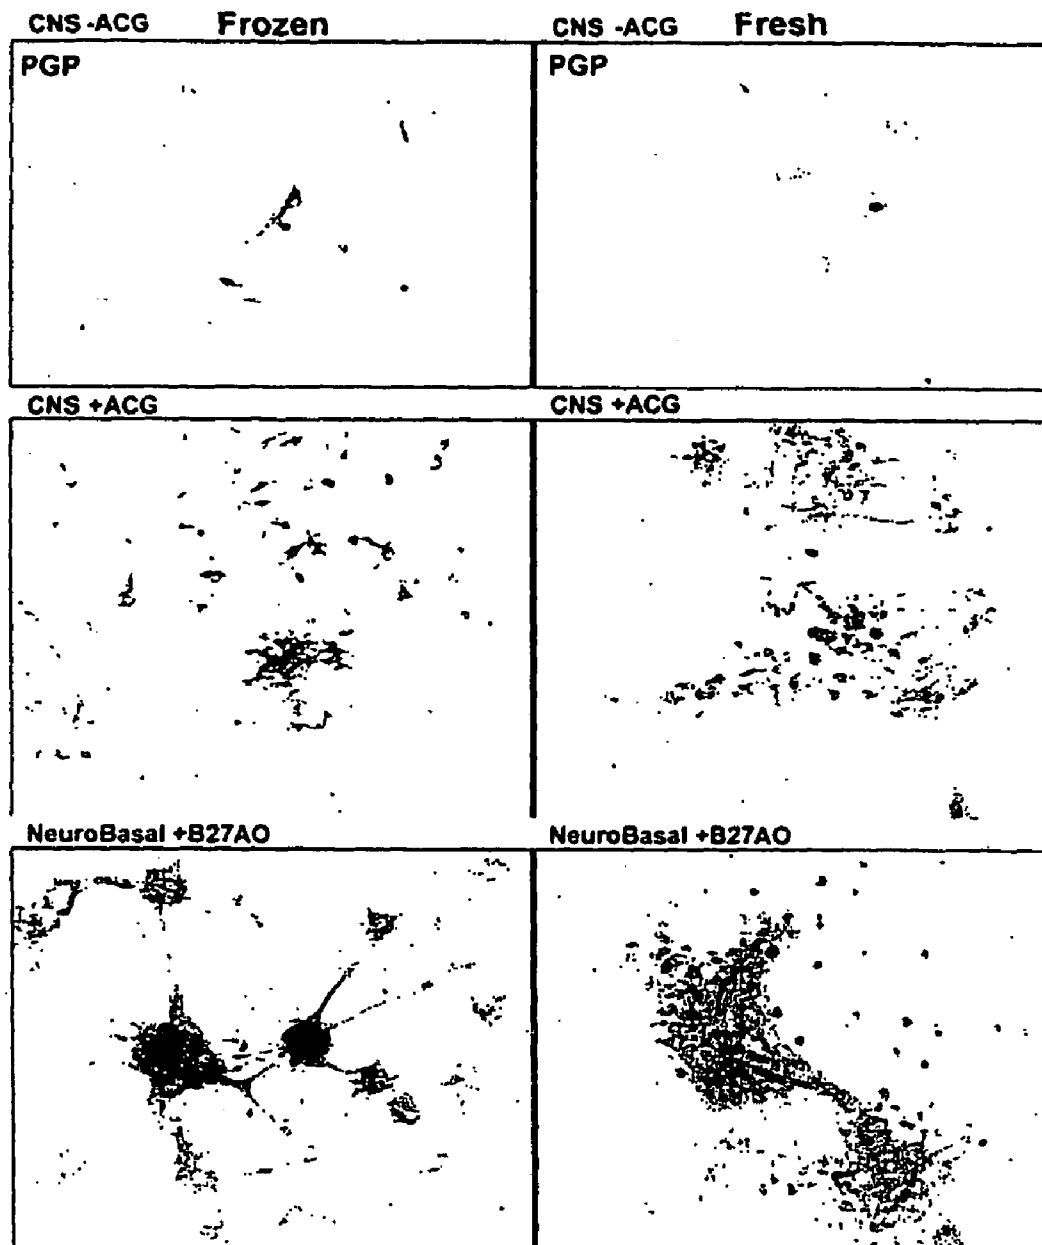 CNS -ACG Frozen
CNS -ACG Fresh
PGP
PGP
CNS +ACG
CNS +ACG
NeuroBasal +B27AO
NeuroBasal +B27AO